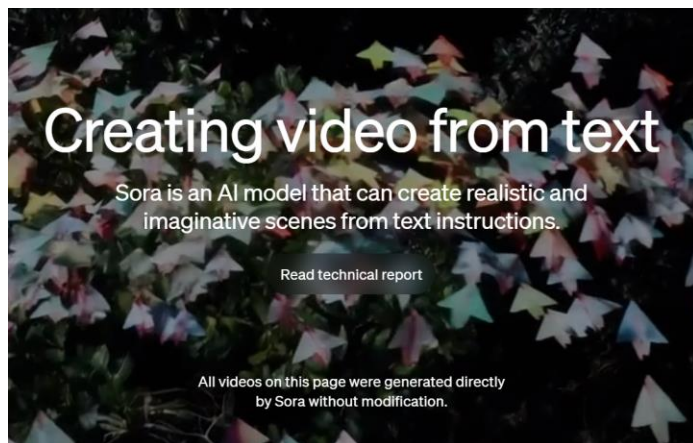 Creating video from text
Sora is an AI model that can create realistic and
imaginative scenes from text instructions.
Read technical report
All videos on this page were generated directly
by Sora without modification.